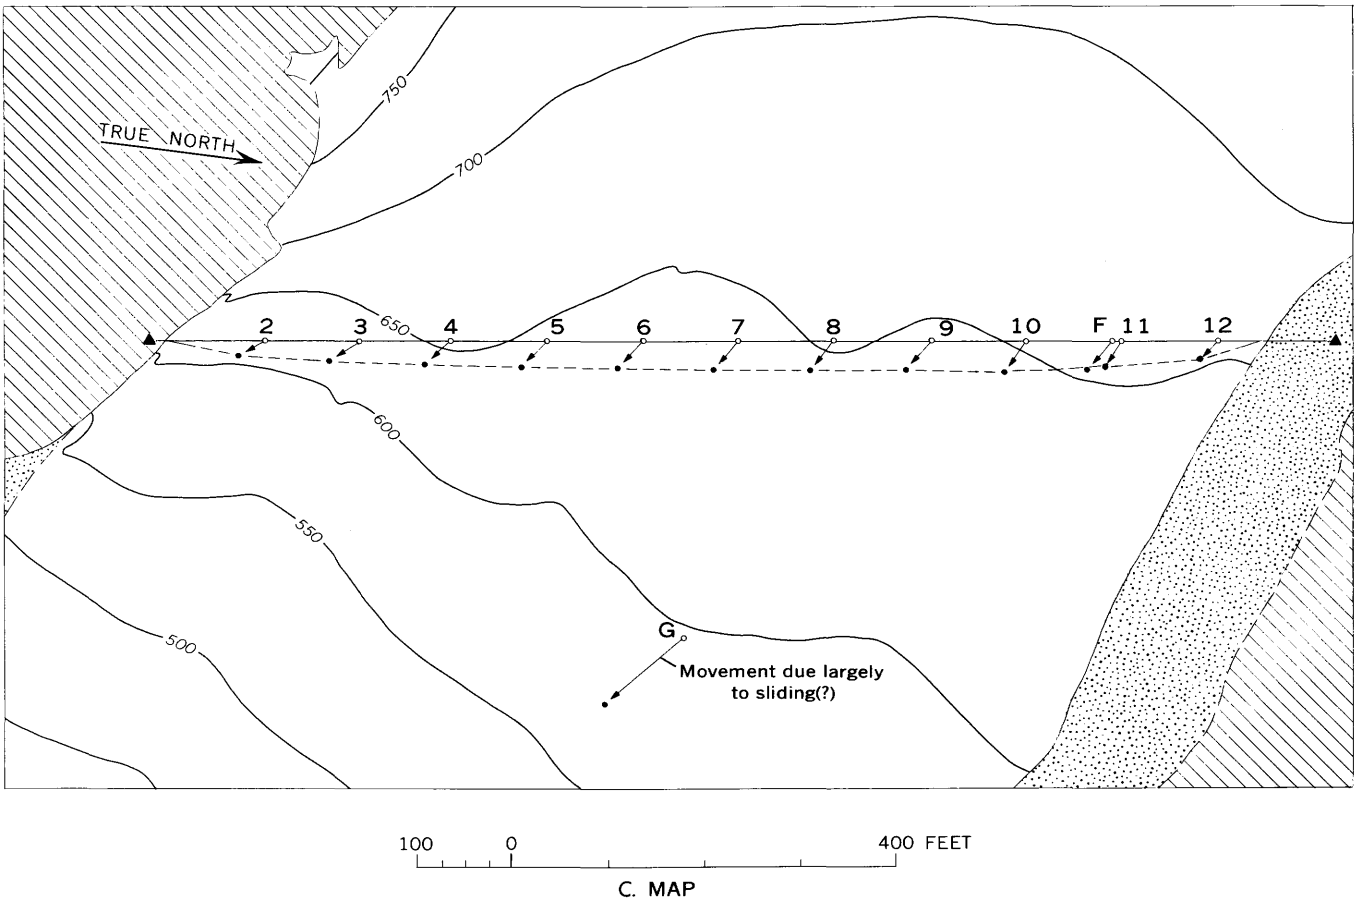 750
TRUE NORTH
700
650
2 3 4 5 6 7 8 9 10 F 11 12
600
550
G
500
Movement due largely
to sliding(?)
100 0 400 FEET
C. MAP